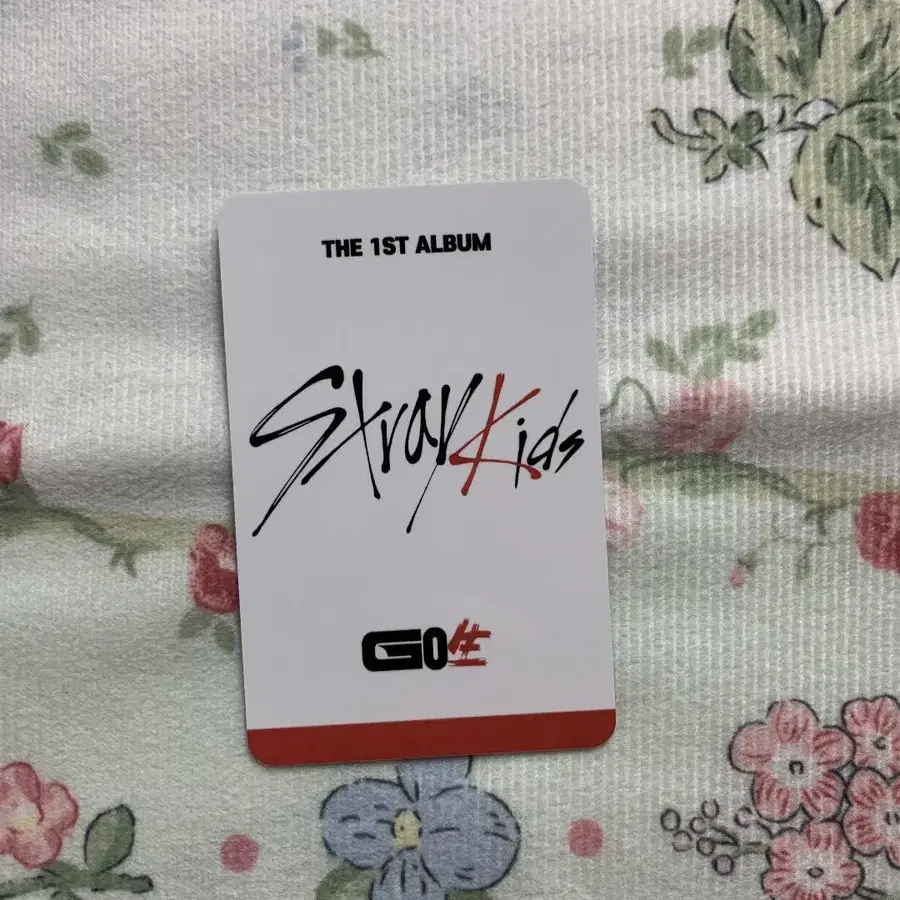 THE 1ST ALBUM
Stray Kids
GO生